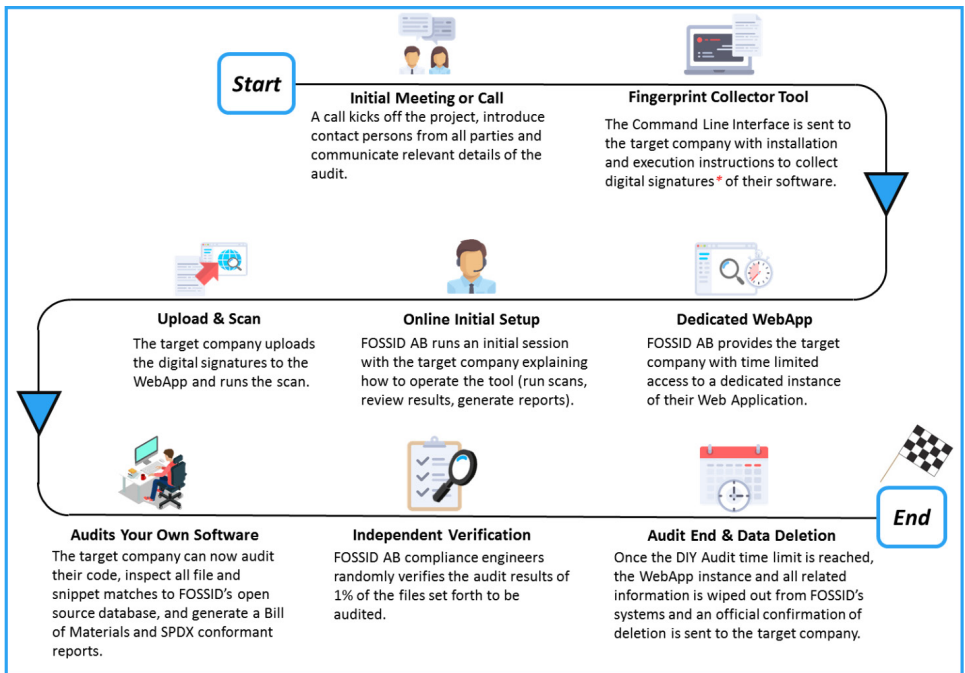 Start
Initial Meeting or Call
A call kicks off the project, introduce
contact persons from all parties and
communicate relevant details of the
audit.
Fingerprint Collector Tool
The Command Line Interface is sent to
the target company with installation
and execution instructions to collect
digital signatures* of their software.
Dedicated WebApp
FOSSID AB provides the target
company with time limited
access to a dedicated instance
of their Web Application.
Online Initial Setup
FOSSID AB runs an initial session
with the target company explaining
how to operate the tool (run scans,
review results, generate reports).
Upload & Scan
The target company uploads
the digital signatures to the
WebApp and runs the scan.
Audits Your Own Software
The target company can now audit
their code, inspect all file and
snippet matches to FOSSID’s open
source database, and generate a Bill
of Materials and SPDX conformant
reports.
Independent Verification
FOSSID AB compliance engineers
randomly verifies the audit results of
1% of the files set forth to be
audited.
Audit End & Data Deletion
Once the DIY Audit time limit is reached,
the WebApp instance and all related
information is wiped out from FOSSID’s
systems and an official confirmation of
deletion is sent to the target company.
End